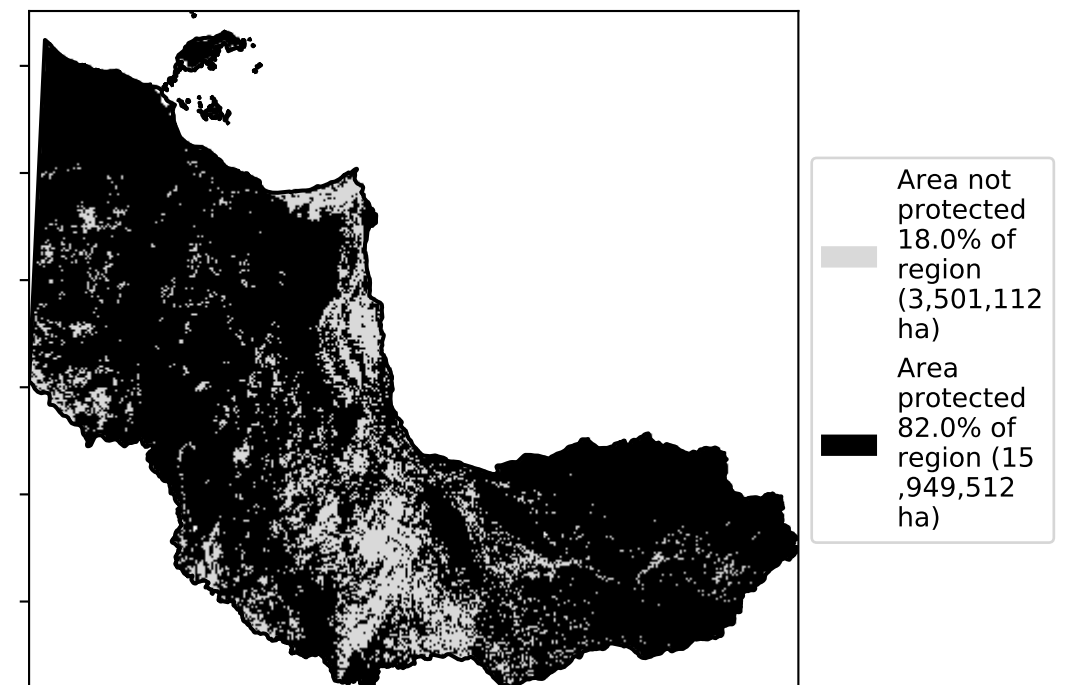 Area not
protected
18.0% of
region
(3,501,112
ha)
Area
protected
82.0% of
region (15
,949,512
ha)